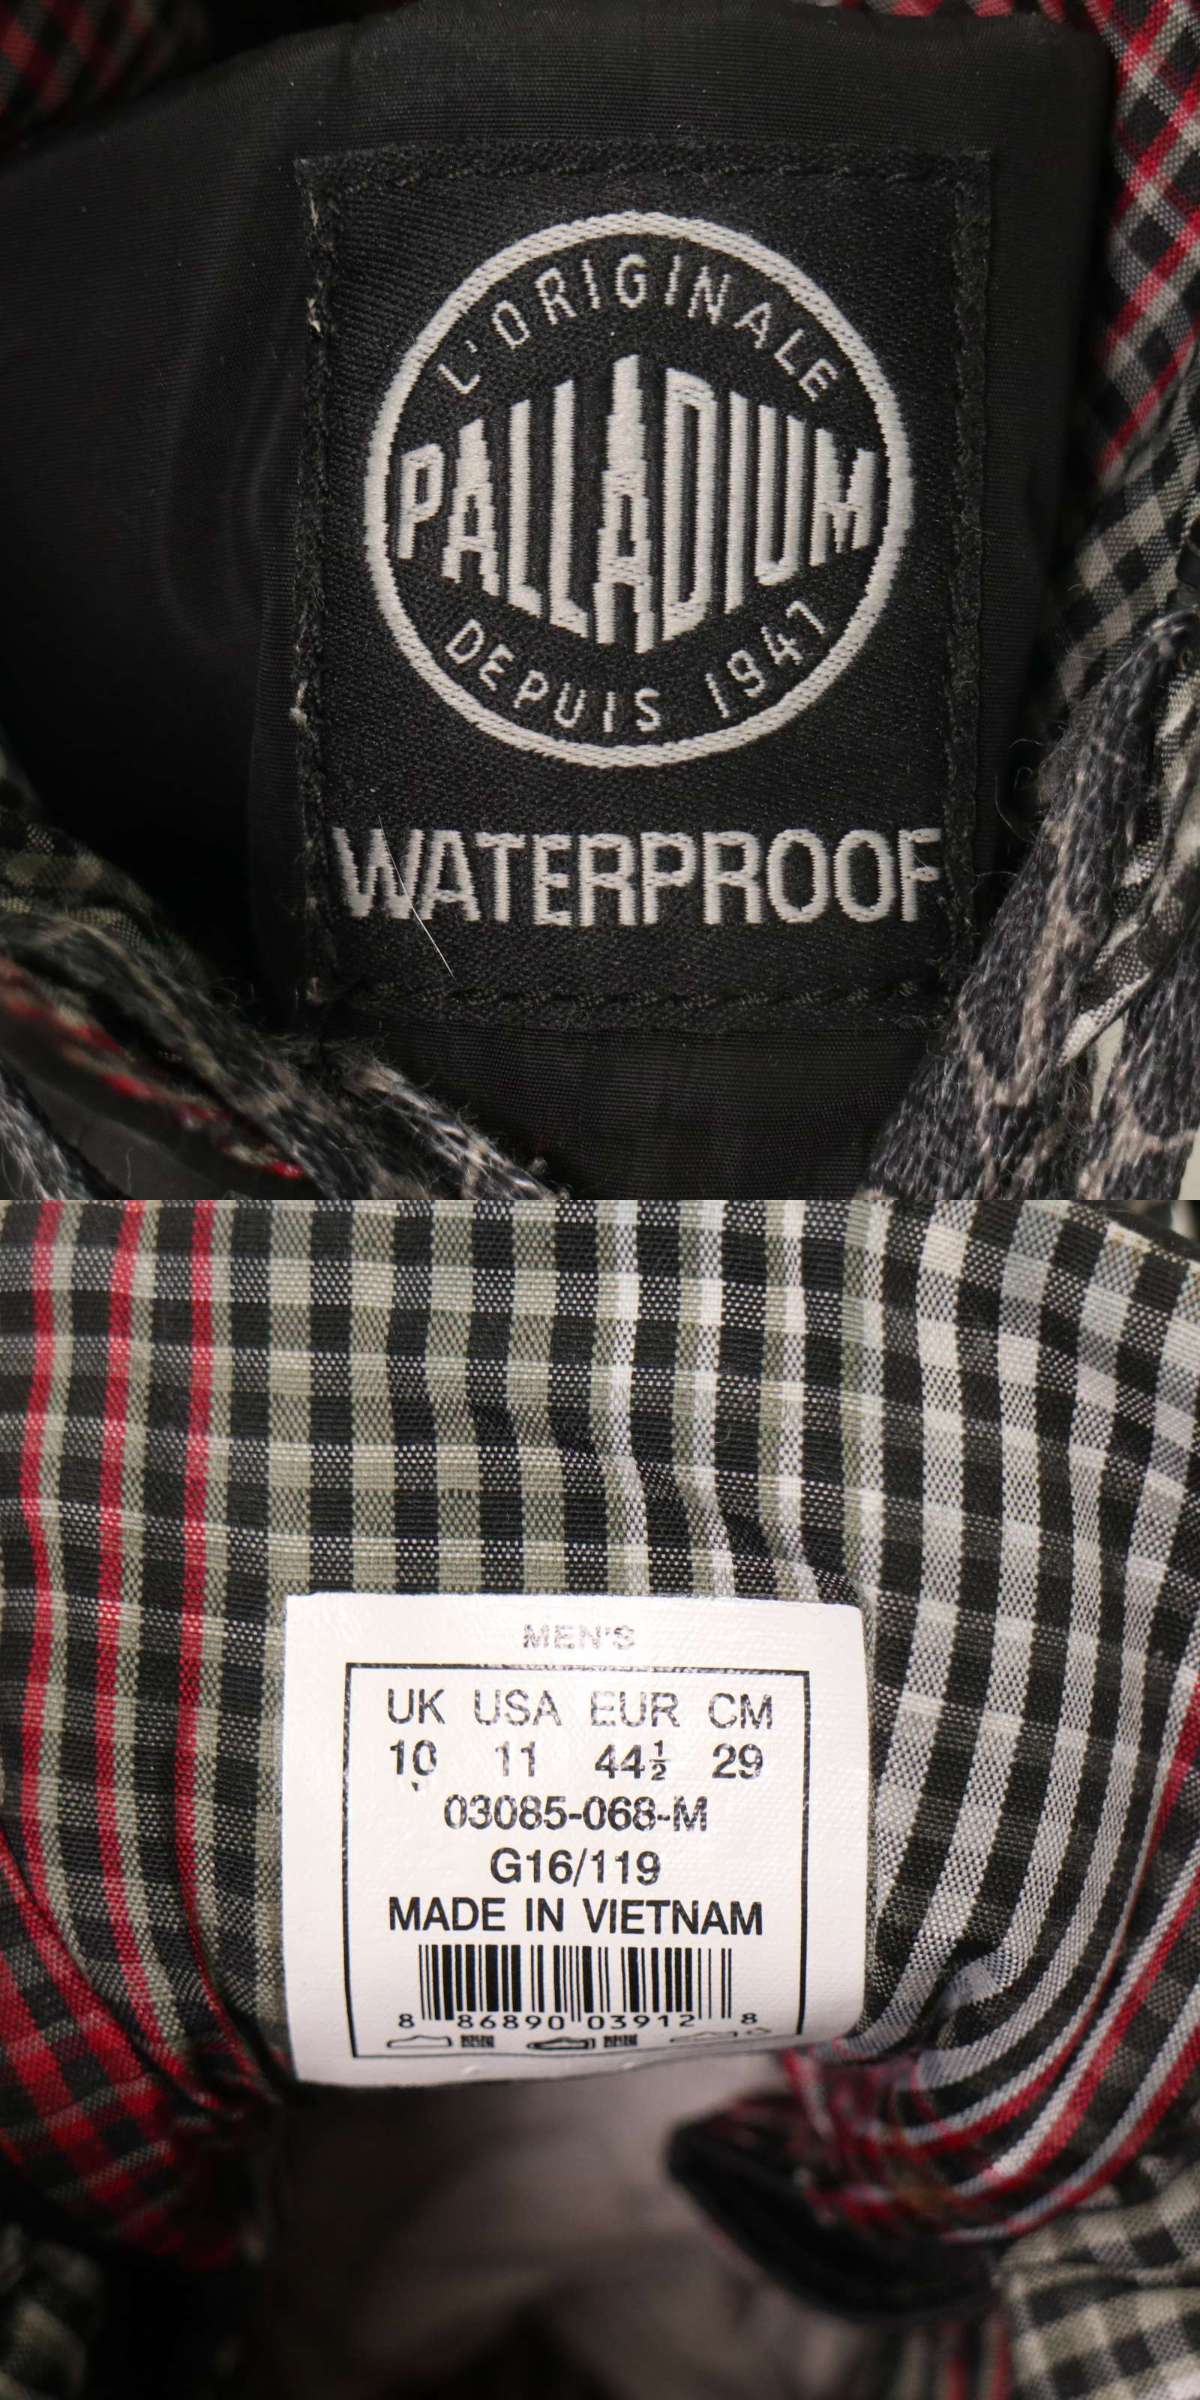 L'ORIGINALE
PALLADIUM
DEPUIS 1947
WATERPROOF
MEN'S
UK USA EUR CM
10 11 44½ 29
03085-068-M
G16/119
MADE IN VIETNAM
8 86890 03912 8